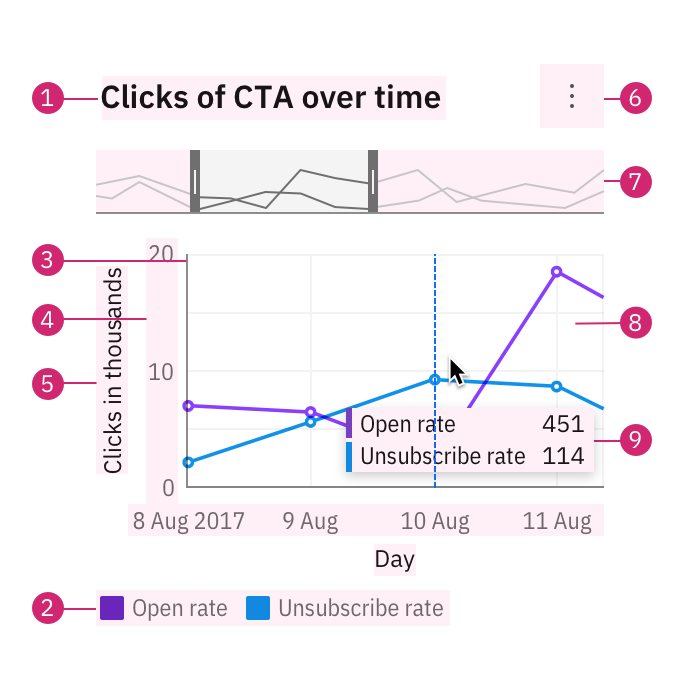 1 Clicks of CTA over time 6
7
3 20
4
5 Clicks in thousands
8
10
Open rate 451
9
Unsubscribe rate 114
0
8 Aug 2017 9 Aug 10 Aug 11 Aug
Day
2 Open rate Unsubscribe rate